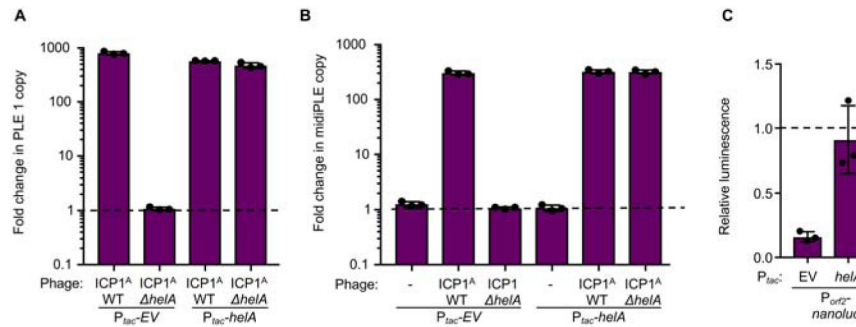 A
Fold change in PLE 1 copy
1000
100
10
1
0.1
Phage: ICP1ᴬ ICP1ᴬ ICP1ᴬ ICP1ᴬ
WT ΔhelA WT ΔhelA
Ptac-EV Ptac-helA
B
Fold change in midiPLE copy
1000
100
10
1
0.1
Phage: - ICP1ᴬ ICP1 - ICP1ᴬ ICP1ᴬ
WT ΔhelA WT ΔhelA
Ptac-EV Ptac-helA
C
Relative luminescence
1.5
1.0
0.5
0.0
Ptac: EV helA
Porf2-
nanoluc